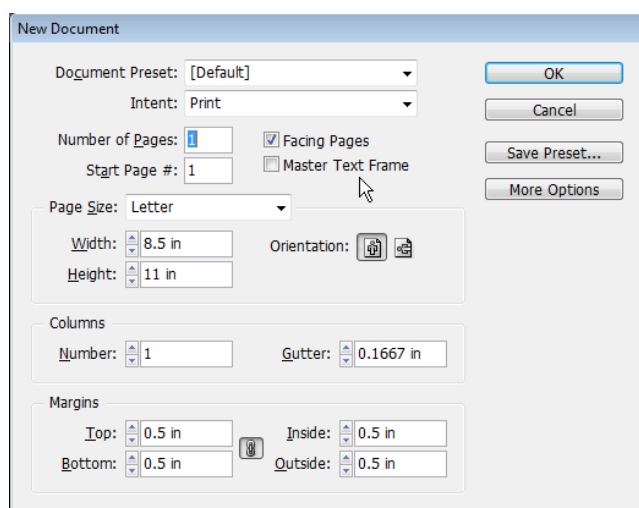 New Document
Document Preset: [Default]
OK
Intent: Print
Cancel
Number of Pages: 1
Facing Pages
Save Preset...
Start Page #: 1
Master Text Frame
More Options
Page Size: Letter
Width: 8.5 in
Orientation:
Height: 11 in
Columns
Number: 1
Gutter: 0.1667 in
Margins
Top: 0.5 in
Inside: 0.5 in
Bottom: 0.5 in
Outside: 0.5 in